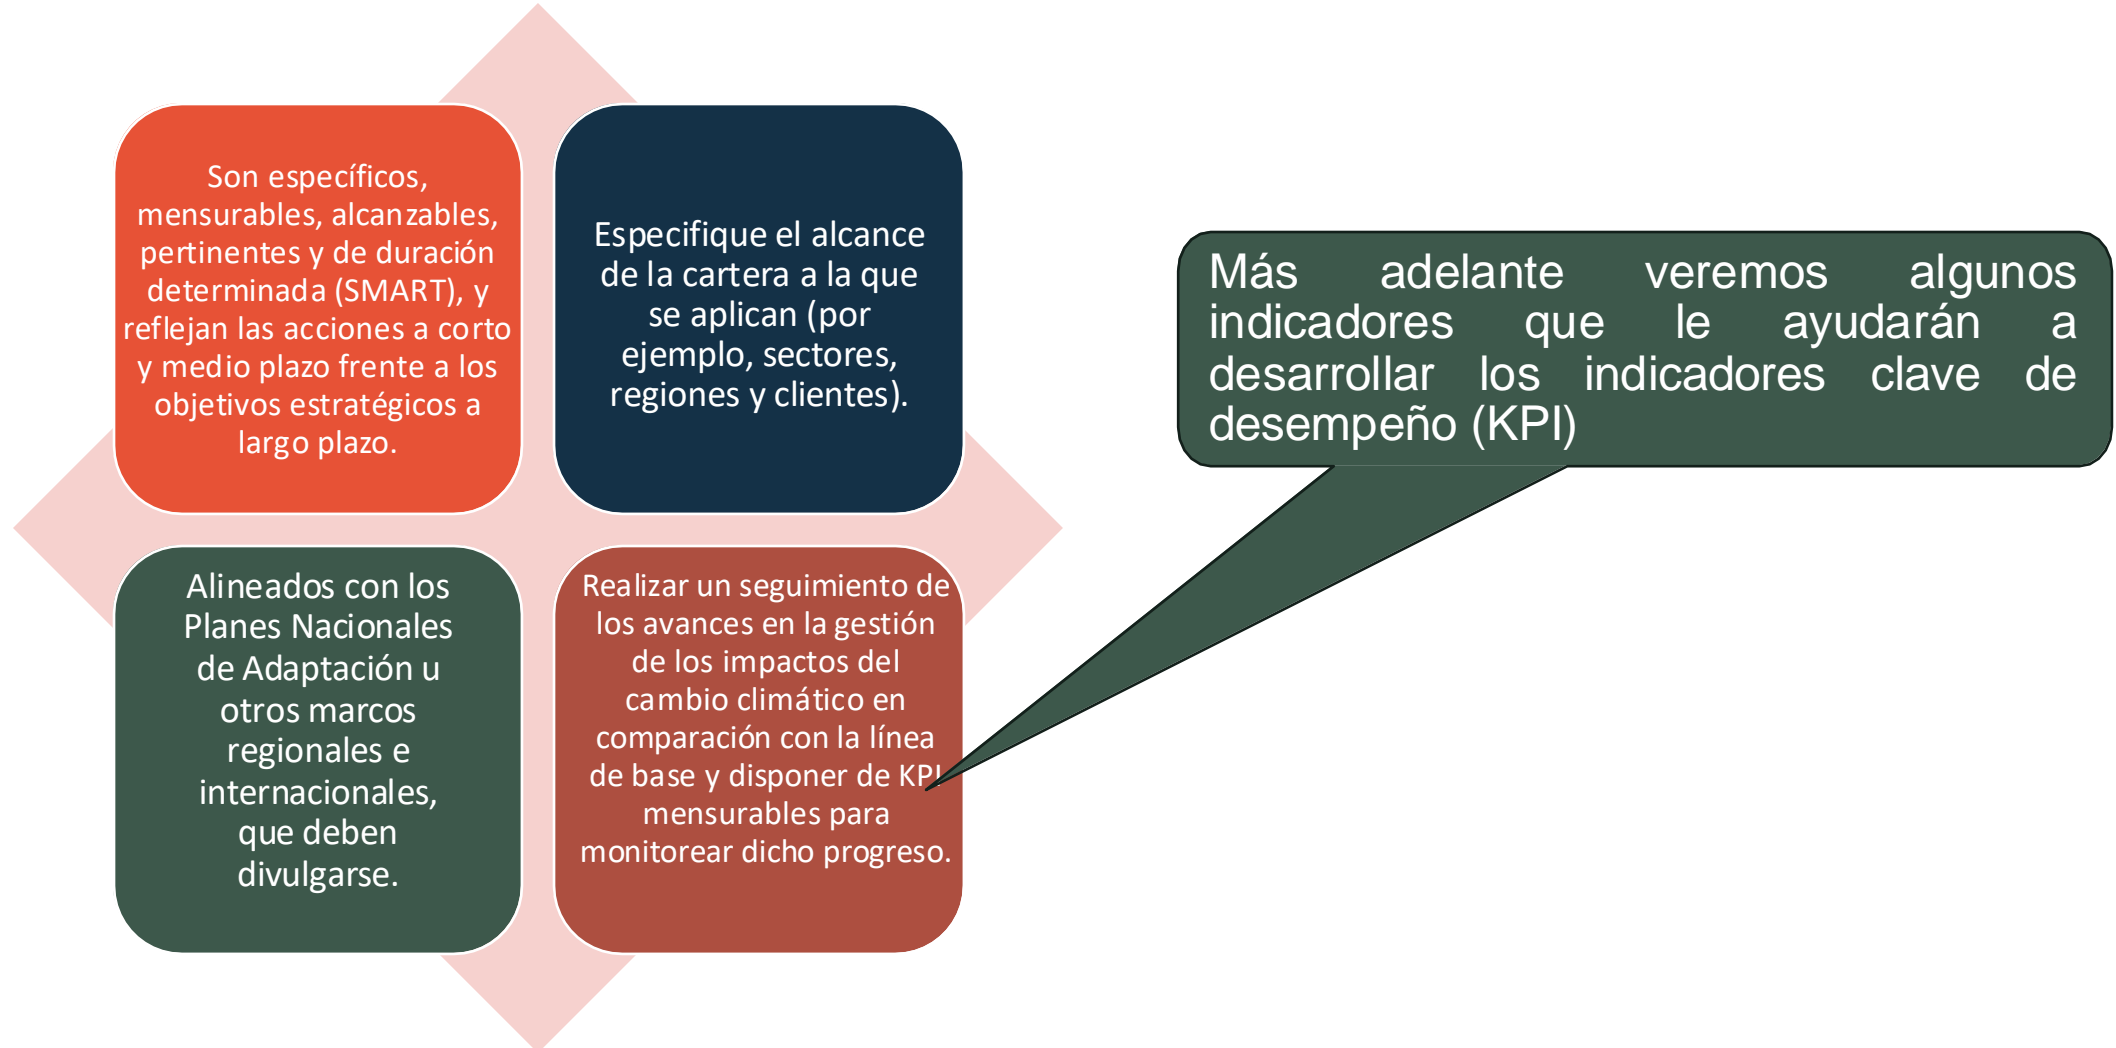 Son específicos,
mensurables, alcanzables,
pertinentes y de duración
determinada (SMART), y
reflejan las acciones a corto
y medio plazo frente a los
objetivos estratégicos a
largo plazo.
Especifique el alcance
de la cartera a la que
se aplican (por
ejemplo, sectores,
regiones y clientes).
Alineados con los
Planes Nacionales
de Adaptación u
otros marcos
regionales e
internacionales,
que deben
divulgarse.
Realizar un seguimiento de
los avances en la gestión
de los impactos del
cambio climático en
comparación con la línea
de base y disponer de KPI
mensurables para
monitorear dicho progreso.
Más adelante veremos algunos
indicadores que le ayudarán a
desarrollar los indicadores clave de
desempeño (KPI)